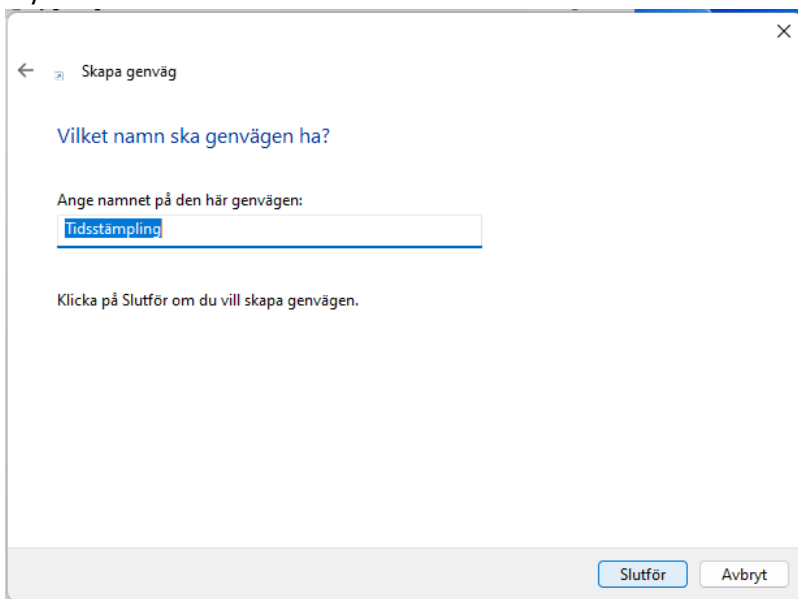 Skapa genväg
Vilket namn ska genvägen ha?
Ange namnet på den här genvägen:
Tidsstämpling
Klicka på Slutför om du vill skapa genvägen.
Slutför
Avbryt